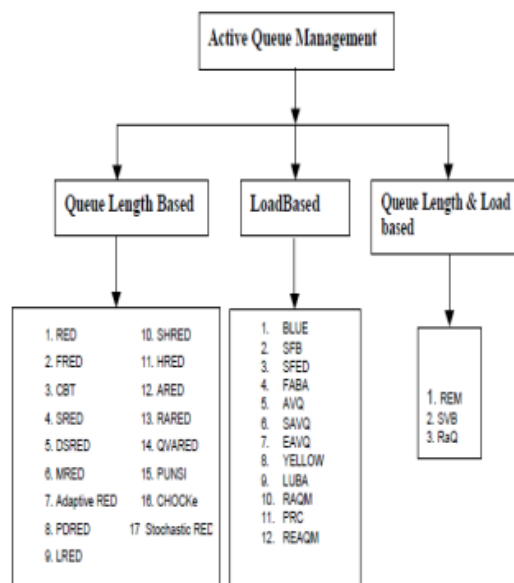 Active Queue Management
Queue Length Based
LoadBased
Queue Length & Load
based
1. RED
2. FRED
3. CBT
4. SRED
5. DSRED
6. MRED
7. Adaptive RED
8. PDRED
9. LRED
10. SHRED
11. HRED
12. ARED
13. RARED
14. QVARED
15. PUNSI
16. CHOCKe
17 Stochastic RED
1. BLUE
2. SFB
3. SFED
4. FABA
5. AVQ
6. SAVQ
7. EAVQ
8. YELLOW
9. LUBA
10. RAQM
11. PRC
12. REAQM
1. REM
2. SVB
3. RaQ